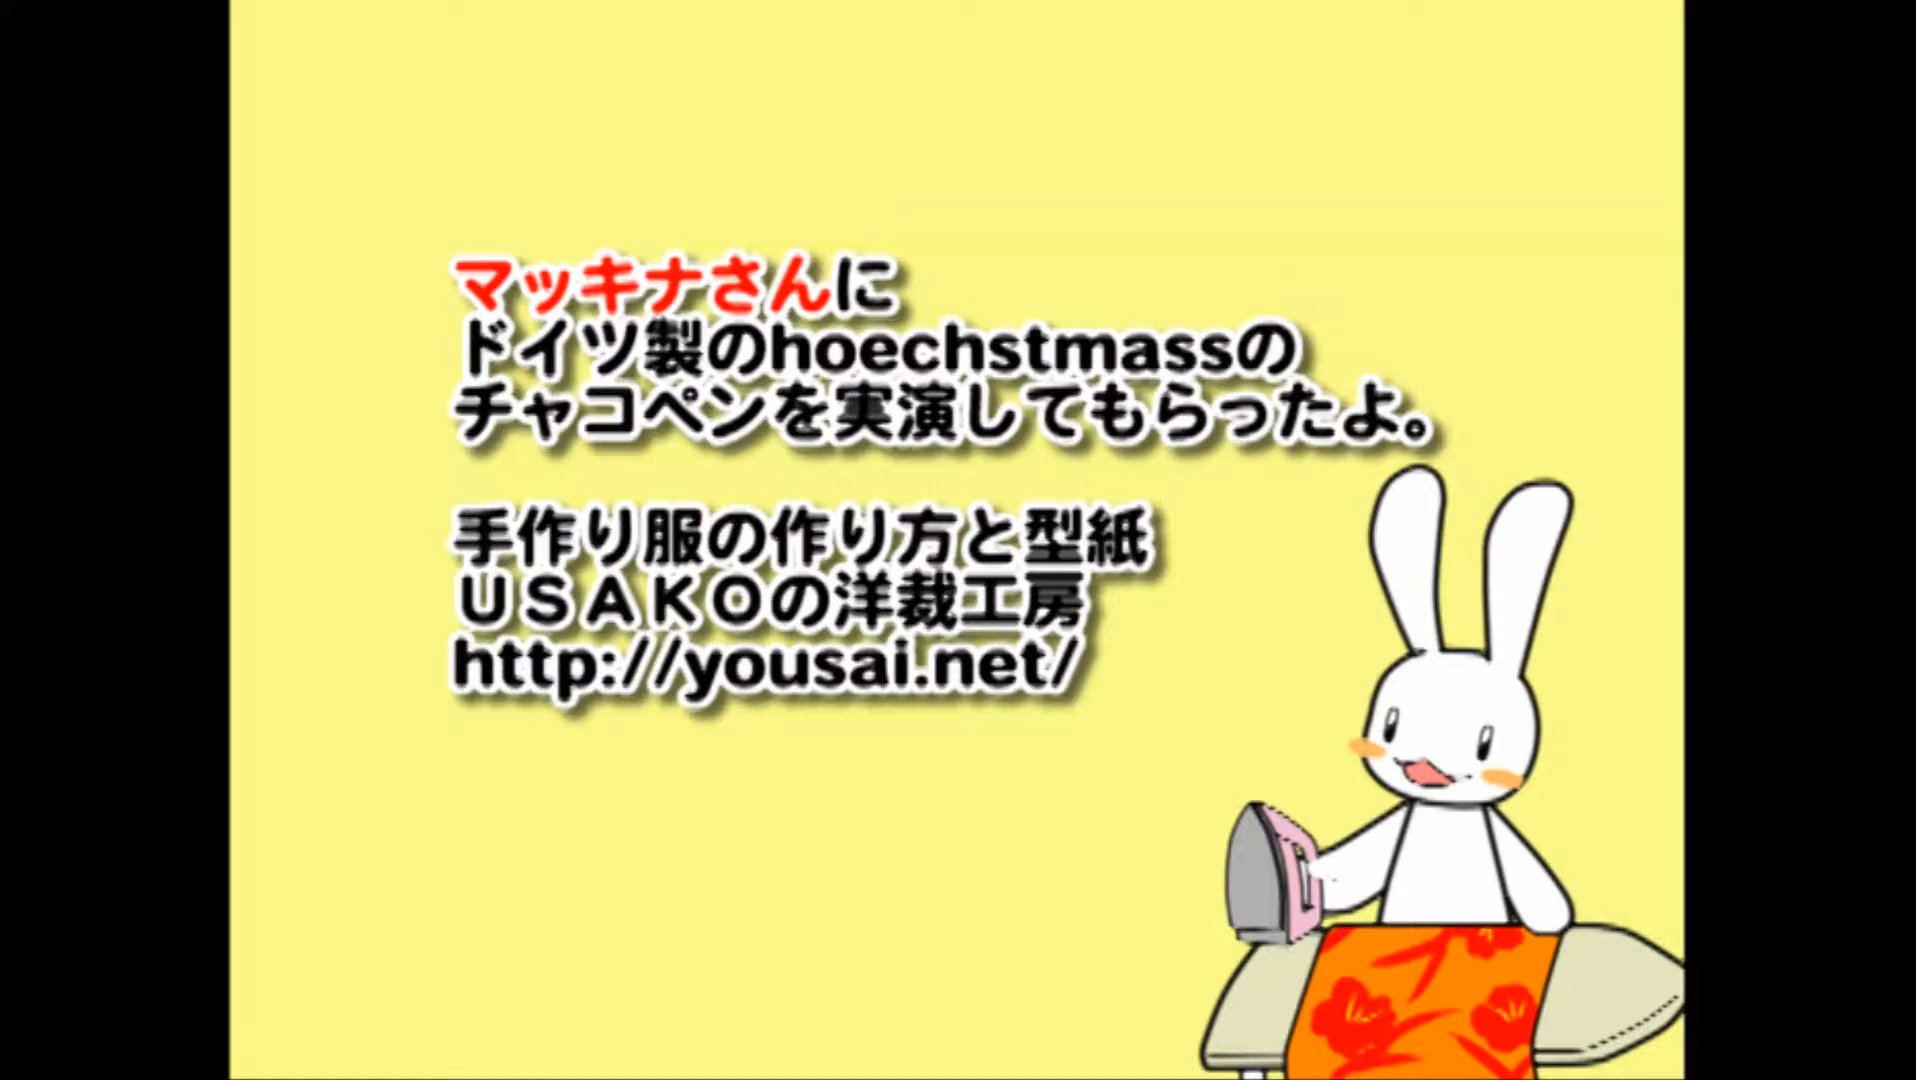 マッキナさんに
ドイツ製のhoechstmassの
チャコペンを実演してもらったよ。
手作り服の作り方と型紙
ＵＳＡＫＯの洋裁工房
http://yousai.net/